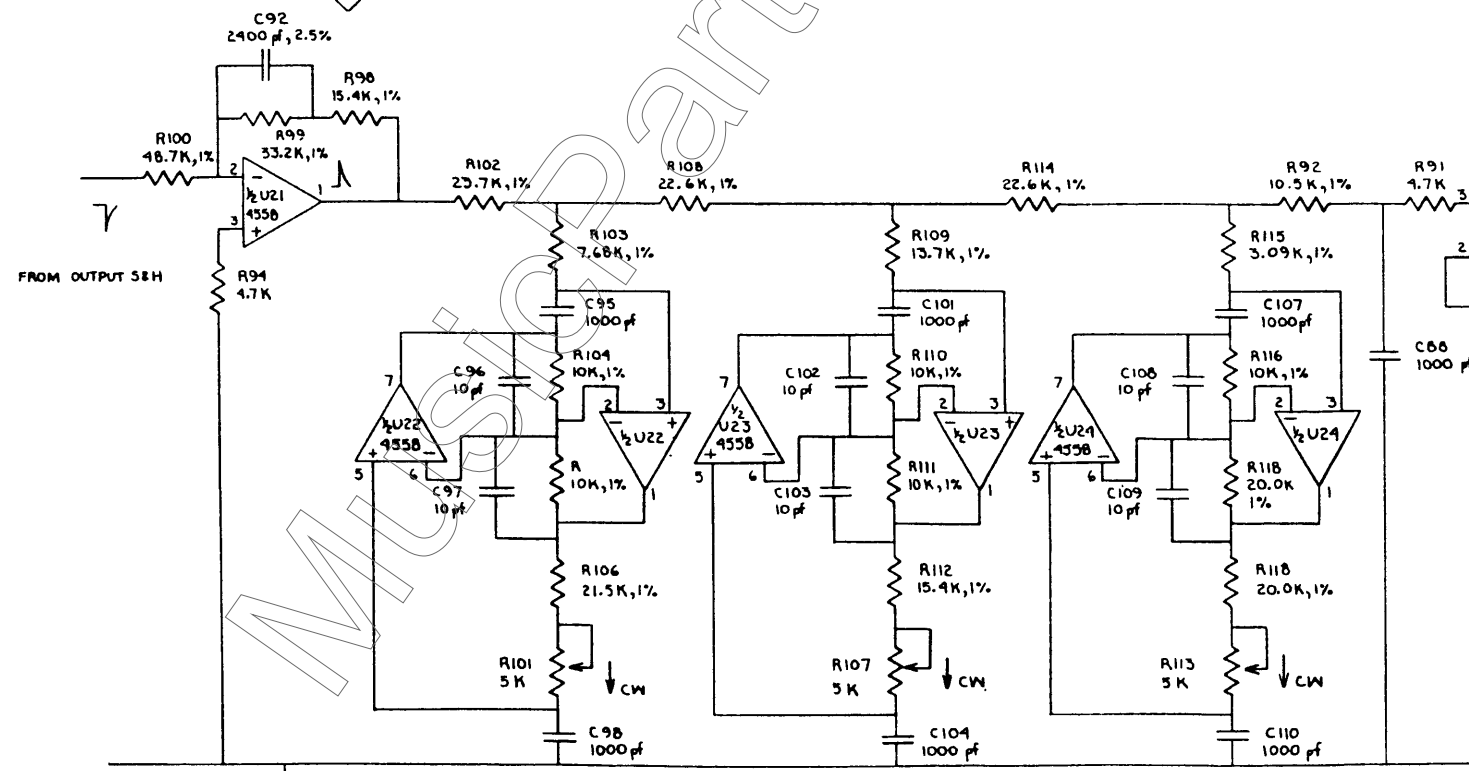 C92
2400 pf, 2.5%
R98
15.4K, 1%
R100
48.7K, 1%
R99
33.2K, 1%
2
-
½ U21
4558
1
3
+
FROM OUTPUT S&H
R94
4.7K
R102
23.7K, 1%
R108
22.6K, 1%
R114
22.6K, 1%
R92
10.5K, 1%
R91
4.7K
3
2
R103
7.68K, 1%
R109
13.7K, 1%
R115
3.09K, 1%
C95
1000 pf
C101
1000 pf
C107
1000 pf
C88
1000 pf
R104
10K, 1%
R110
10K, 1%
R116
10K, 1%
C96
10 pf
C102
10 pf
C108
10 pf
7
2
3
7
2
3
7
2
3
½ U22
4558
+
-
5
6
-
+
½ U22
1
½
U23
4558
+
-
5
6
-
+
½ U23
1
½ U24
4558
+
-
5
6
-
+
½ U24
1
C97
10 pf
R
10K, 1%
C103
10 pf
R111
10K, 1%
C109
10 pf
R118
20.0K
1%
R106
21.5K, 1%
R112
15.4K, 1%
R118
20.0K, 1%
R101
5K
CW
R107
5K
CW.
R113
5K
CW
C98
1000 pf
C104
1000 pf
C110
1000 pf
MusicPart